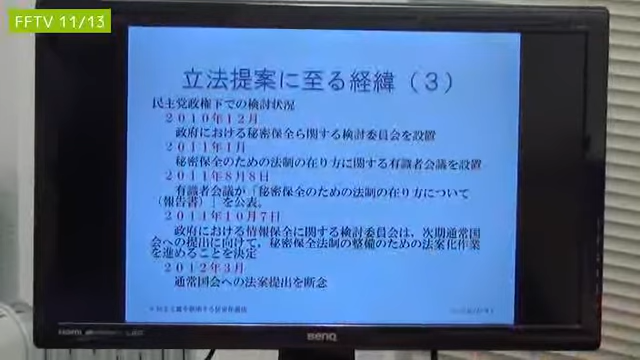 FFTV 11/13
立法提案に至る経緯（３）
民主党政権下での検討状況
２０１０年１２月
政府における秘密保全ら関する検討委員会を設置
２０１１年１月
秘密保全のための法制の在り方に関する有識者会議を設置
２０１１年８月８日
有識者会議が「秘密保全のための法制の在り方について
（報告書）」を公表。
２０１１年１０月７日
政府における情報保全に関する検討委員会は、次期通常国
会への提出に向けて、秘密保全法制の整備のための法案化作業
を進めることを決定
２０１２年３月
通常国会への法案提出を断念
BenQ